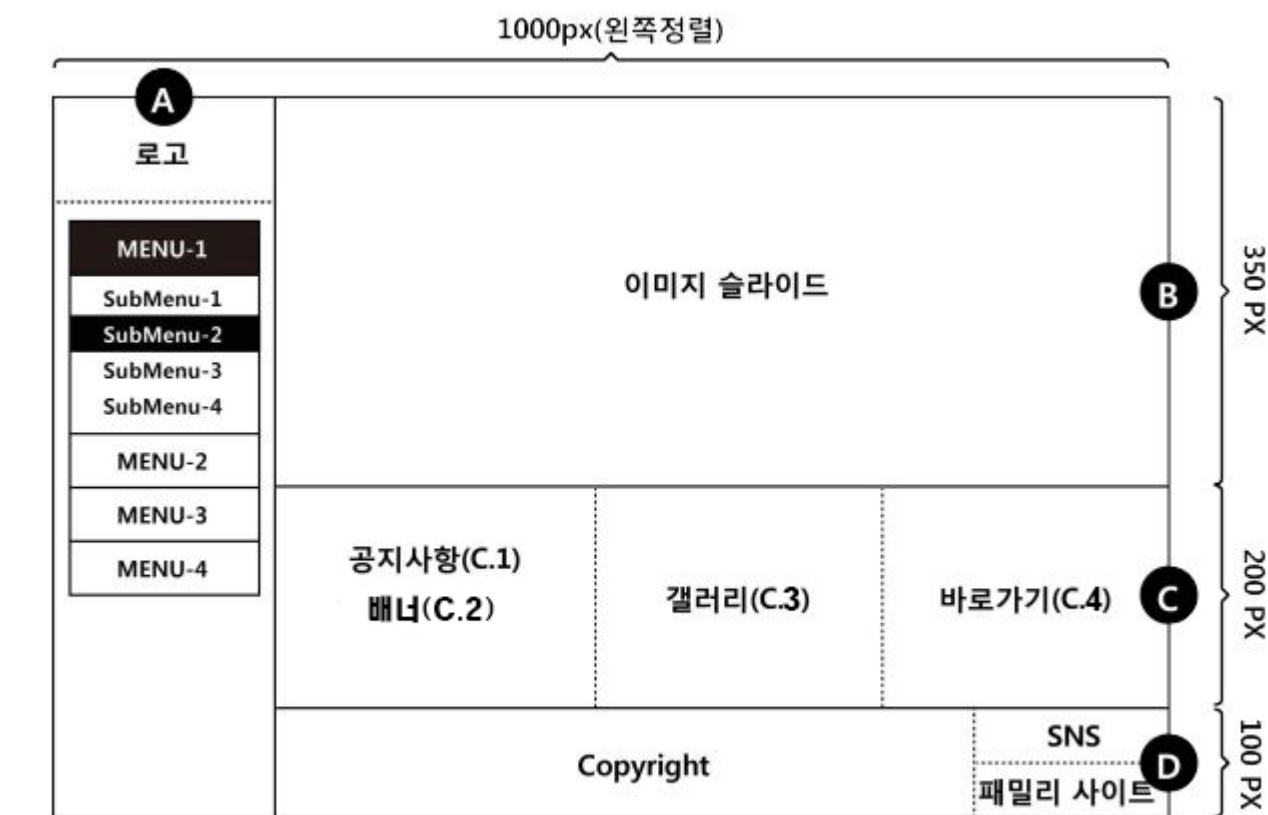 1000px(왼쪽정렬)
A
로고
MENU-1
SubMenu-1
SubMenu-2
SubMenu-3
SubMenu-4
MENU-2
MENU-3
MENU-4
이미지 슬라이드
B
350 PX
공지사항(C.1)
배너(C.2)
갤러리(C.3)
바로가기(C.4)
C
200 PX
Copyright
SNS
패밀리 사이트
D
100 PX